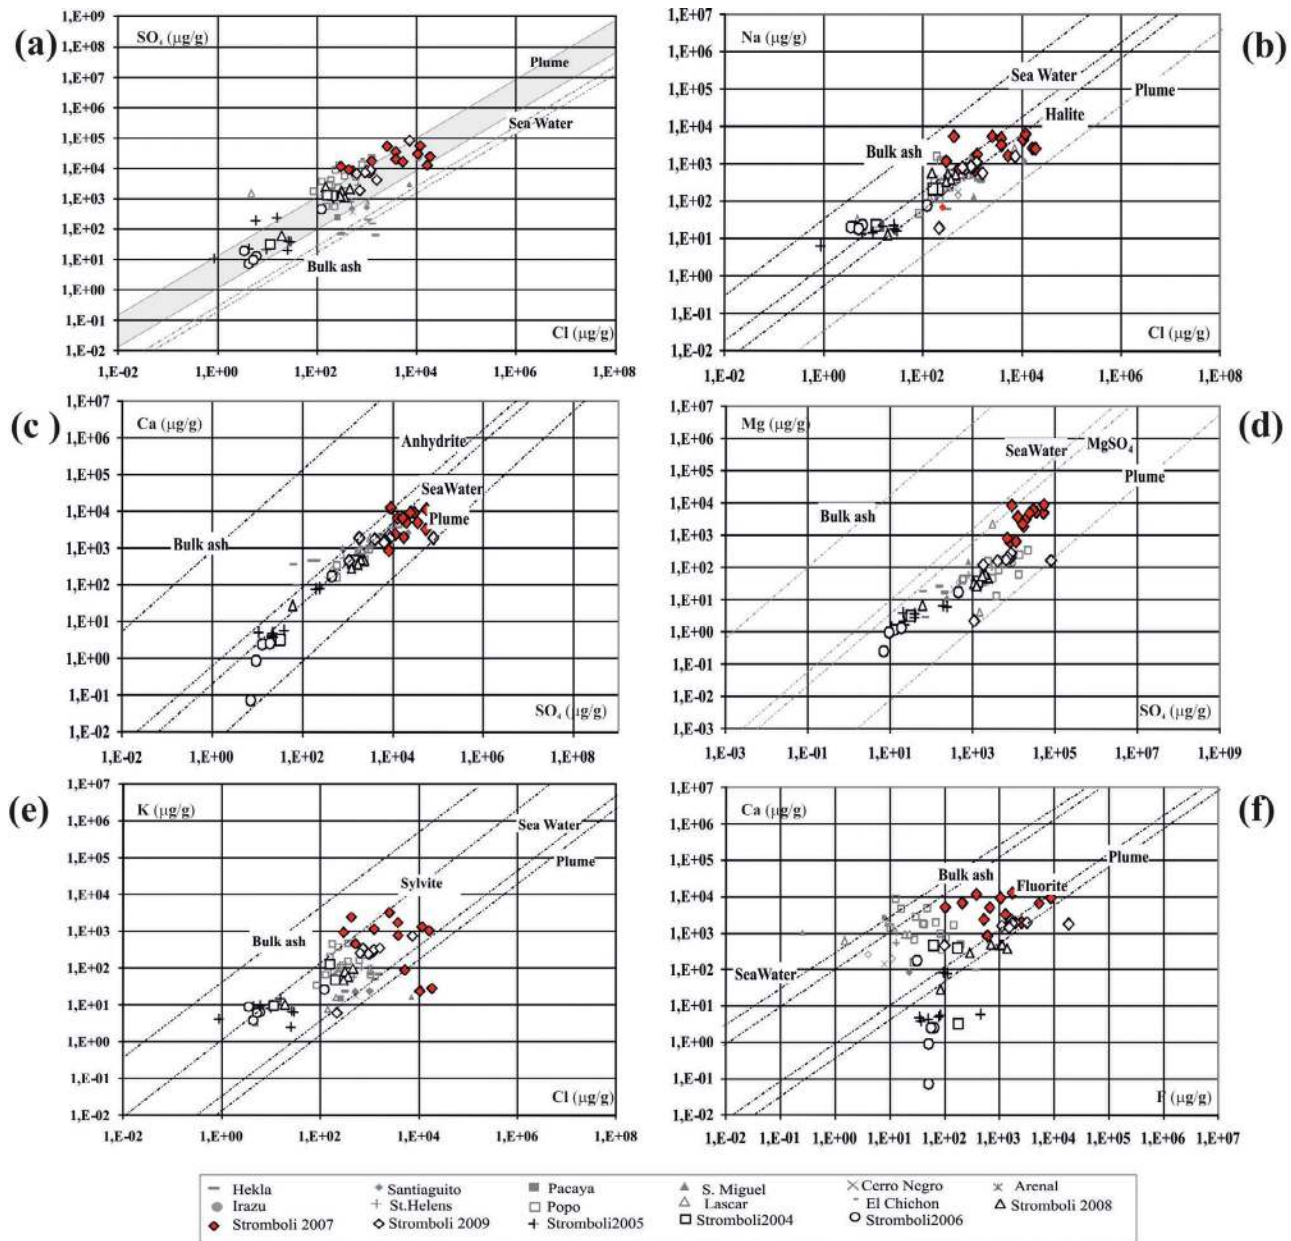 (a)
SO₄ (µg/g)
1,E+09
1,E+08
1,E+07
1,E+06
1,E+05
1,E+04
1,E+03
1,E+02
1,E+01
1,E+00
1,E-01
1,E-02
Plume
Sea Water
Bulk ash
Cl (µg/g)
1,E-02 1,E+00 1,E+02 1,E+04 1,E+06 1,E+08
(b)
Na (µg/g)
1,E+07
1,E+06
1,E+05
1,E+04
1,E+03
1,E+02
1,E+01
1,E+00
1,E-01
1,E-02
Sea Water
Plume
Halite
Bulk ash
Cl (µg/g)
1,E-02 1,E+00 1,E+02 1,E+04 1,E+06 1,E+08
(c)
Ca (µg/g)
1,E+07
1,E+06
1,E+05
1,E+04
1,E+03
1,E+02
1,E+01
1,E+00
1,E-01
1,E-02
Anhydrite
SeaWater
Plume
Bulk ash
SO₄ (µg/g)
1,E-02 1,E+00 1,E+02 1,E+04 1,E+06 1,E+08
(d)
Mg (µg/g)
1,E+07
1,E+06
1,E+05
1,E+04
1,E+03
1,E+02
1,E+01
1,E+00
1,E-01
1,E-02
1,E-03
SeaWater
MgSO₄
Plume
Bulk ash
SO₄ (µg/g)
1,E-03 1,E-01 1,E+01 1,E+03 1,E+05 1,E+07 1,E+09
(e)
K (µg/g)
1,E+07
1,E+06
1,E+05
1,E+04
1,E+03
1,E+02
1,E+01
1,E+00
1,E-01
1,E-02
Sea Water
Plume
Sylvite
Bulk ash
Cl (µg/g)
1,E-02 1,E+00 1,E+02 1,E+04 1,E+06 1,E+08
(f)
Ca (µg/g)
1,E+07
1,E+06
1,E+05
1,E+04
1,E+03
1,E+02
1,E+01
1,E+00
1,E-01
1,E-02
Plume
Bulk ash
Fluorite
SeaWater
F (µg/g)
1,E-02 1,E-01 1,E+00 1,E+01 1,E+02 1,E+03 1,E+04 1,E+05 1,E+06 1,E+07
Hekla Santiaguito Pacaya S. Miguel Cerro Negro Arenal
Irazu St.Helens Popo Lascar El Chichon Stromboli 2008
Stromboli 2007 Stromboli 2009 Stromboli2005 Stromboli2004 Stromboli2006